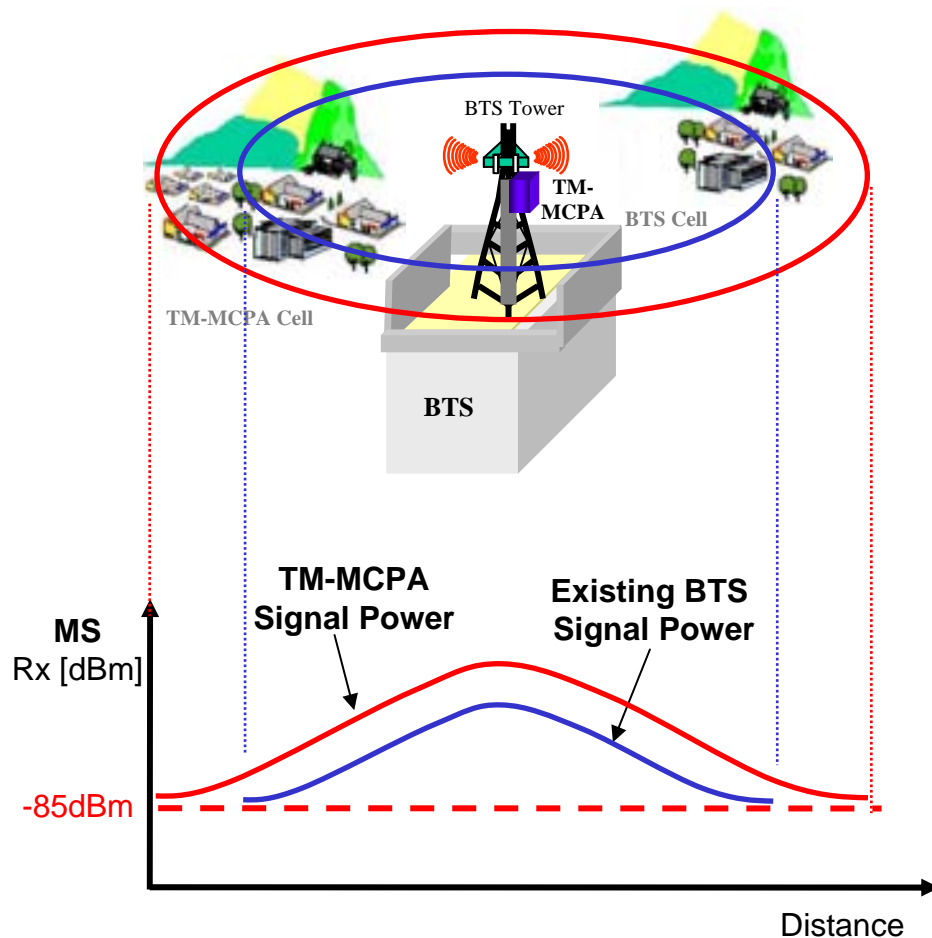 BTS Tower
TM-
MCPA
BTS Cell
TM-MCPA Cell
BTS
TM-MCPA
Signal Power
Existing BTS
Signal Power
MS
Rx [dBm]
-85dBm
Distance